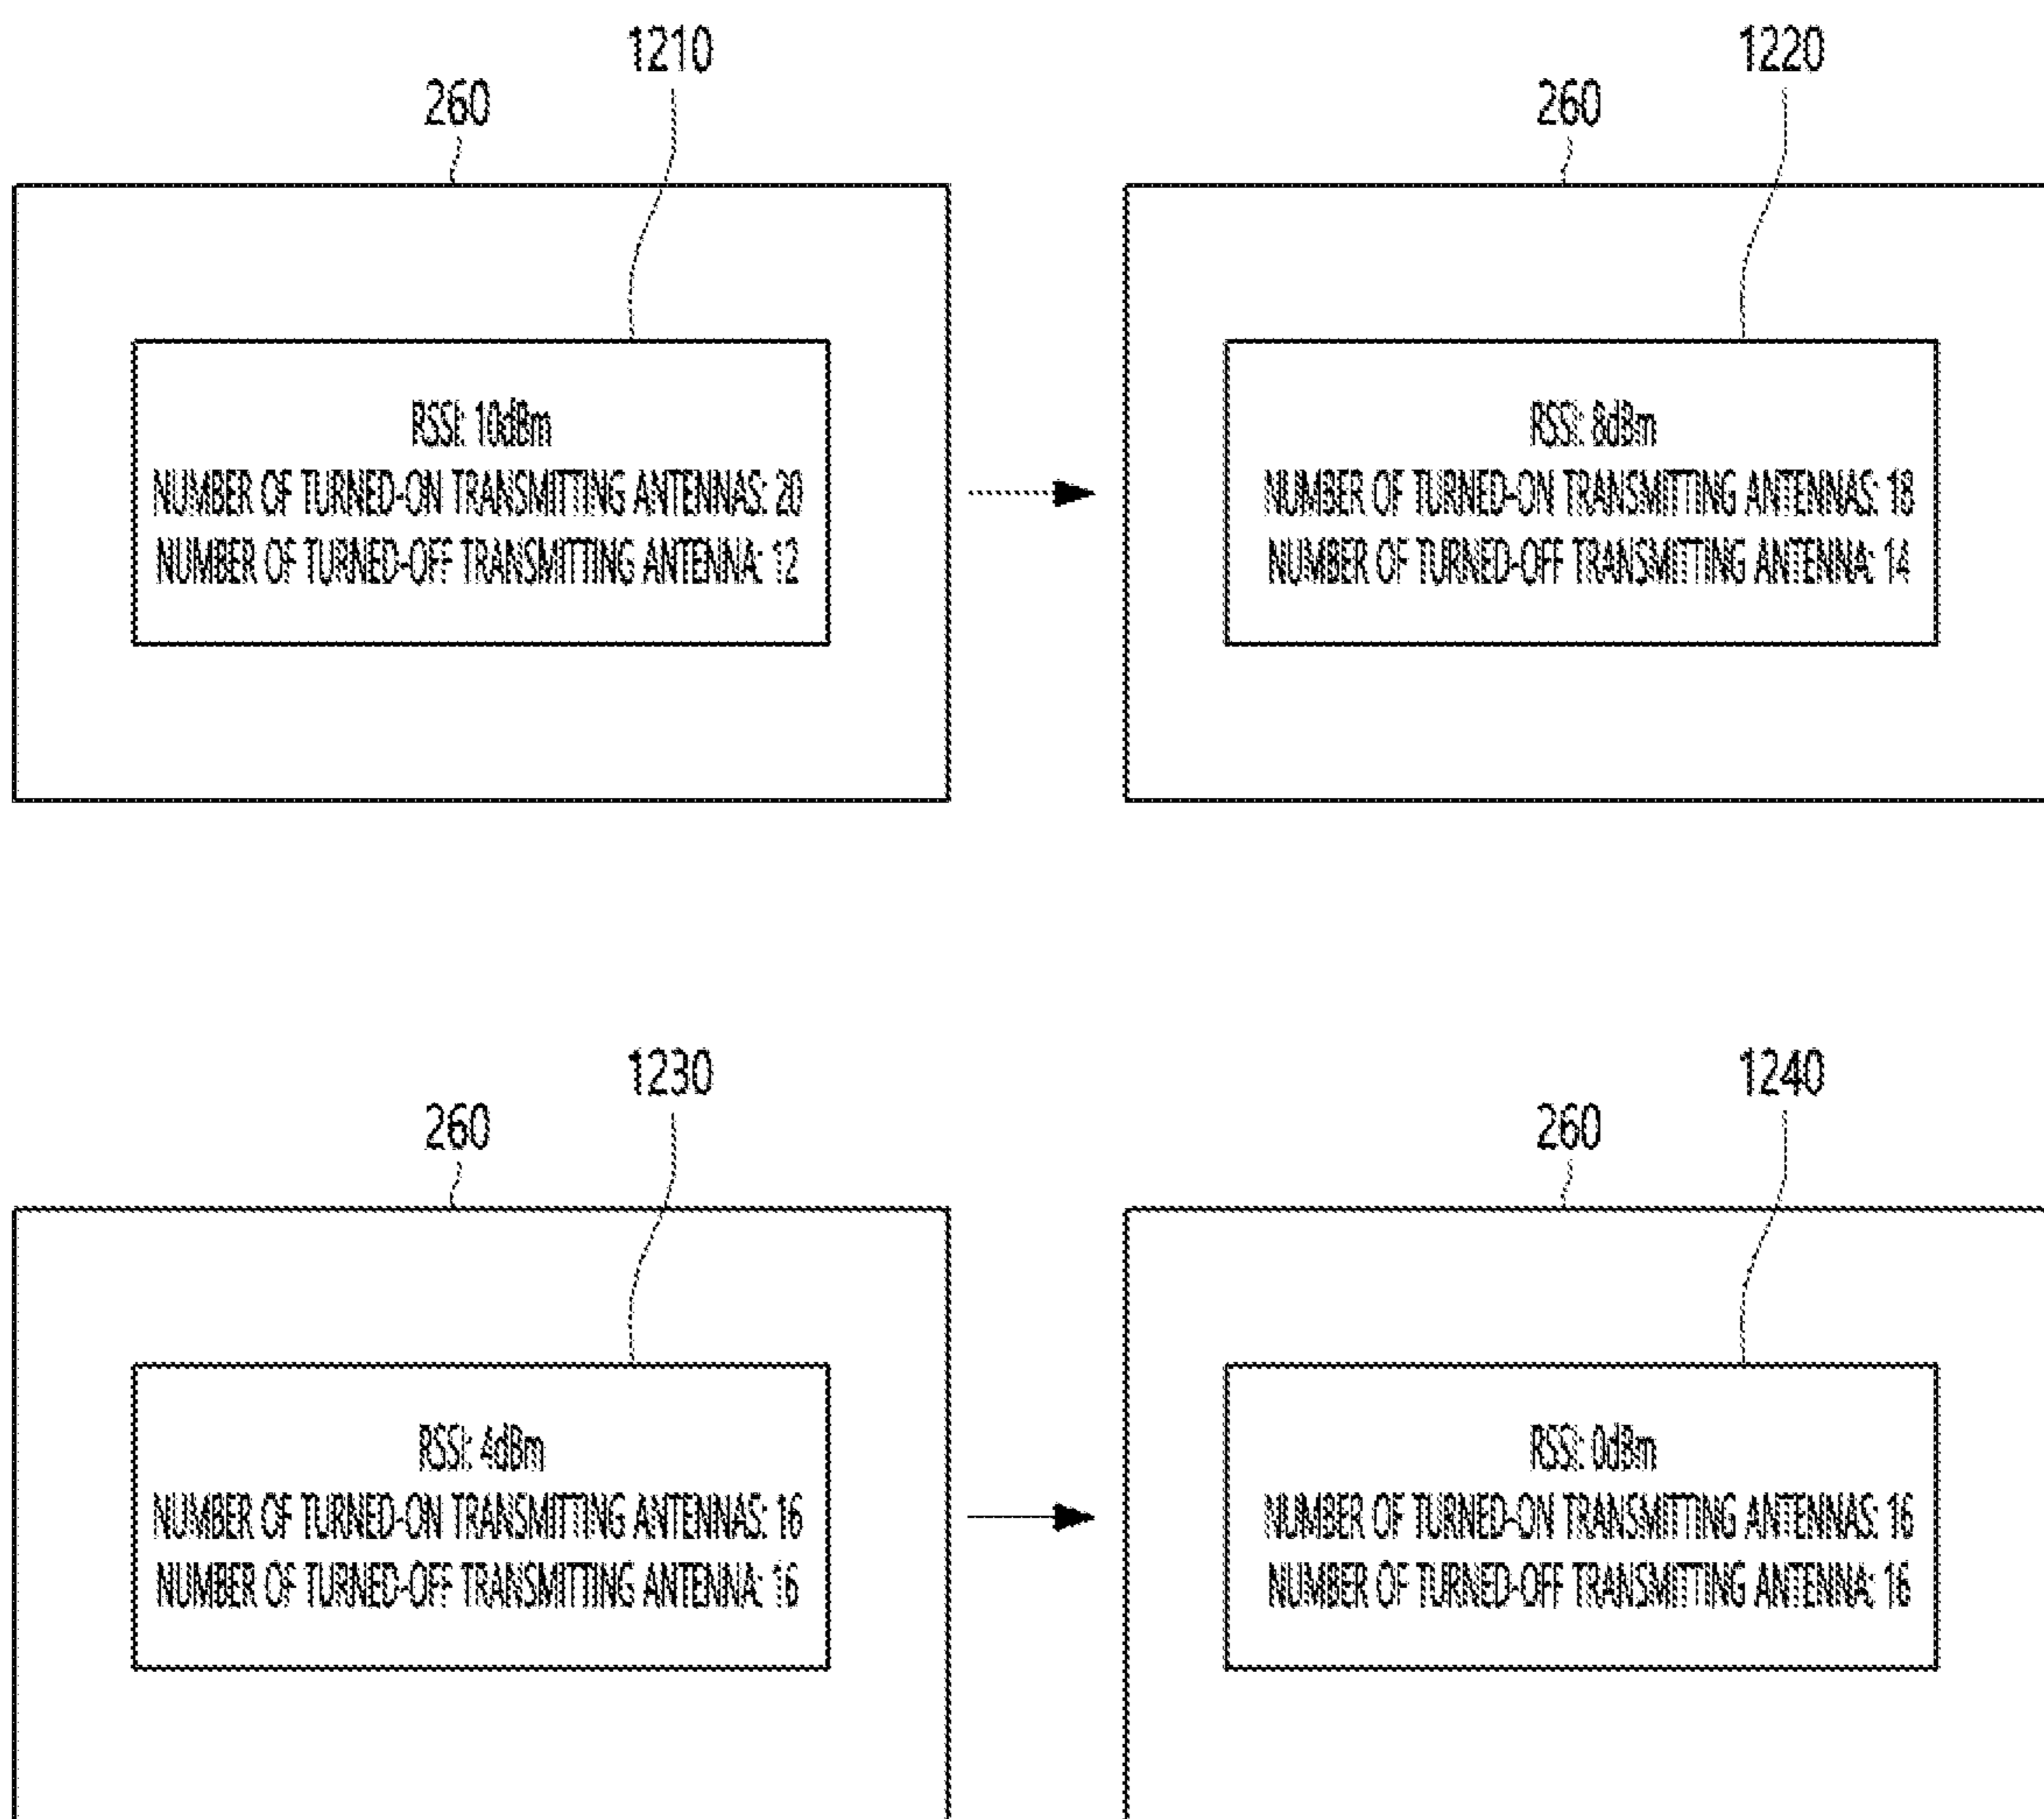 1210
260
RSSI: 10dBm
NUMBER OF TURNED-ON TRANSMITTING ANTENNAS: 20
NUMBER OF TURNED-OFF TRANSMITTING ANTENNA: 12
1220
260
RSSI: 8dBm
NUMBER OF TURNED-ON TRANSMITTING ANTENNAS: 18
NUMBER OF TURNED-OFF TRANSMITTING ANTENNA: 14
1230
260
RSSI: 4dBm
NUMBER OF TURNED-ON TRANSMITTING ANTENNAS: 16
NUMBER OF TURNED-OFF TRANSMITTING ANTENNA: 16
1240
260
RSSI: 0dBm
NUMBER OF TURNED-ON TRANSMITTING ANTENNAS: 16
NUMBER OF TURNED-OFF TRANSMITTING ANTENNA: 16